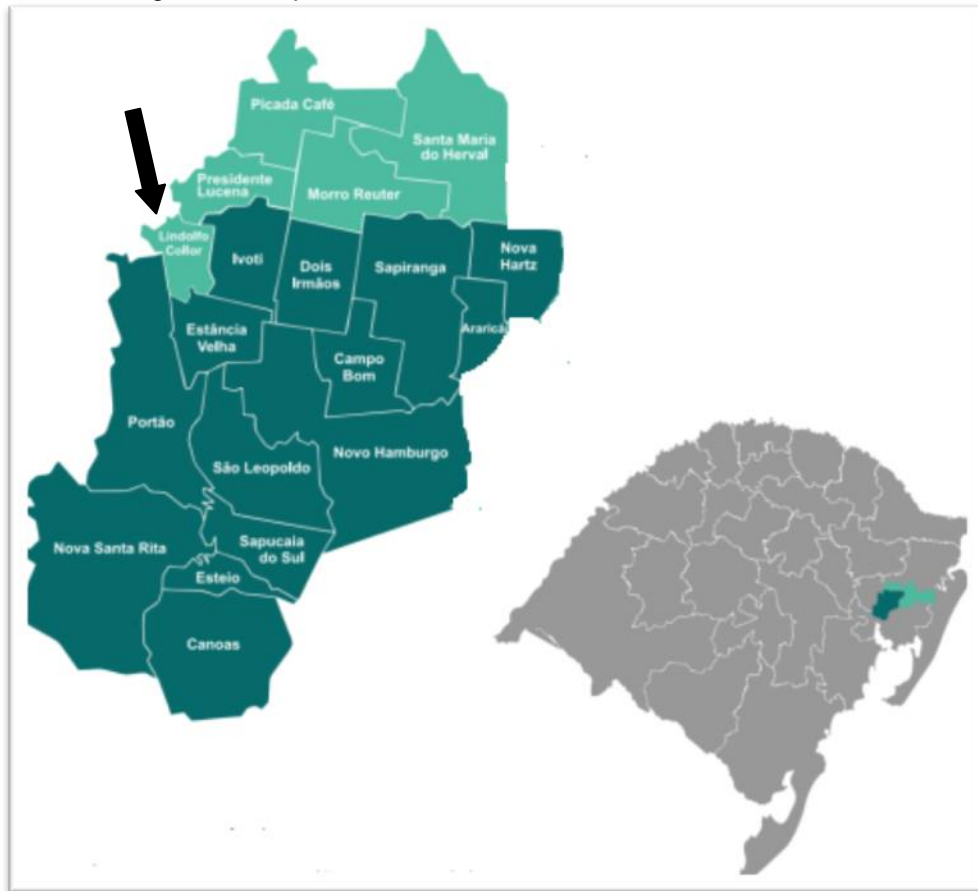 Picada Café
Santa Maria
do Herval
Presidente
Lucena
Morro Reuter
Lindolfo
Collor
Ivoti
Dois
Irmãos
Sapiranga
Nova
Hartz
Araricá
Estância
Velha
Campo
Bom
Portão
Novo Hamburgo
São Leopoldo
Nova Santa Rita
Sapucaia
do Sul
Esteio
Canoas